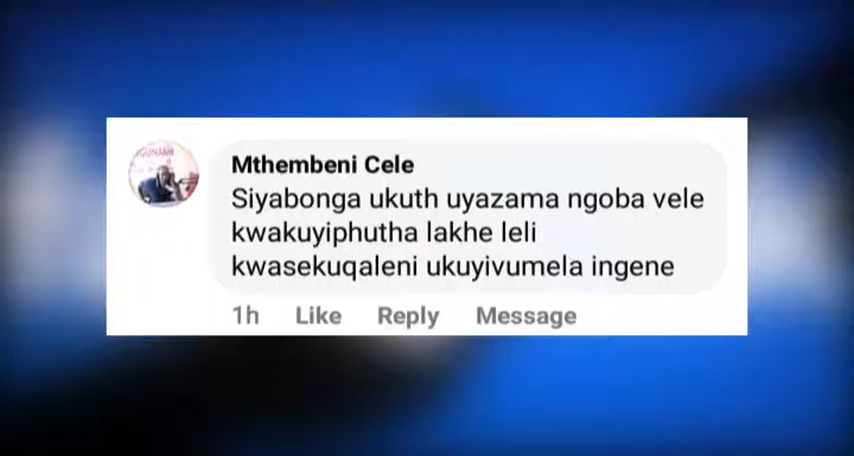 Mthembeni Cele
Siyabonga ukuth uyazama ngoba vele
kwakuyiphutha lakhe leli
kwasekuqaleni ukuyivumela ingene
1h Like Reply Message